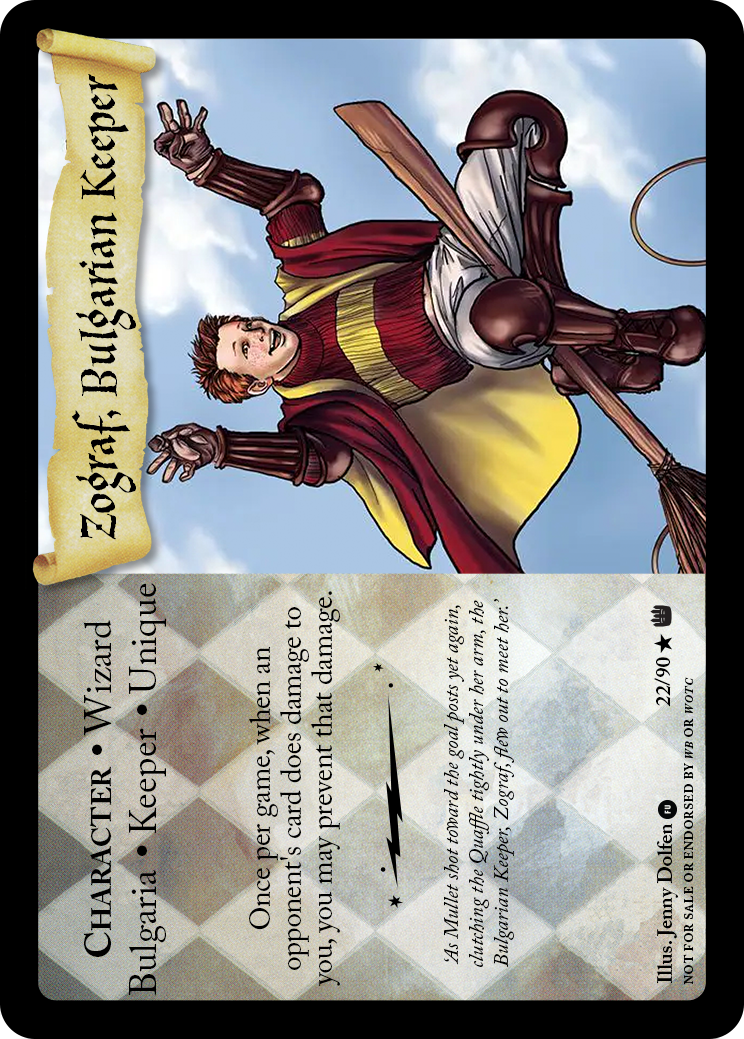 Zograf, Bulgarian Keeper
CHARACTER • Wizard
Bulgaria • Keeper • Unique
Once per game, when an
opponent's card does damage to
you, you may prevent that damage.
'As Mullet shot toward the goal posts yet again,
clutching the Quaffle tightly under her arm, the
Bulgarian Keeper, Zograf, flew out to meet her.'
Illus. Jenny Dolfen FU 22/90 ★
NOT FOR SALE OR ENDORSED BY WB OR WOTC